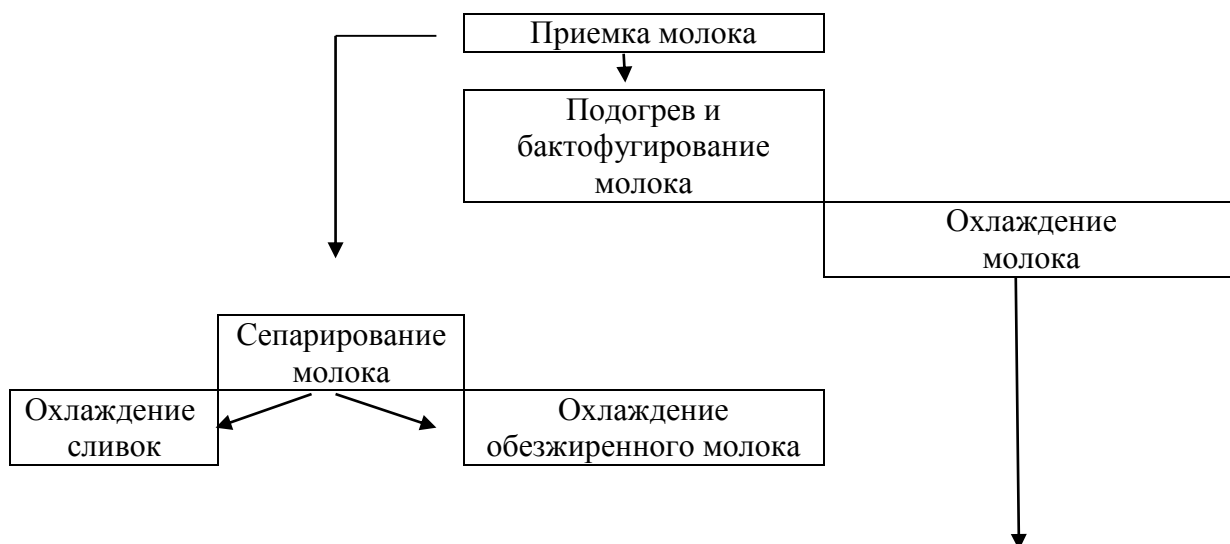 Приемка молока
Подогрев и
бактофугирование
молока
Охлаждение
молока
Сепарирование
молока
Охлаждение
сливок
Охлаждение
обезжиренного молока